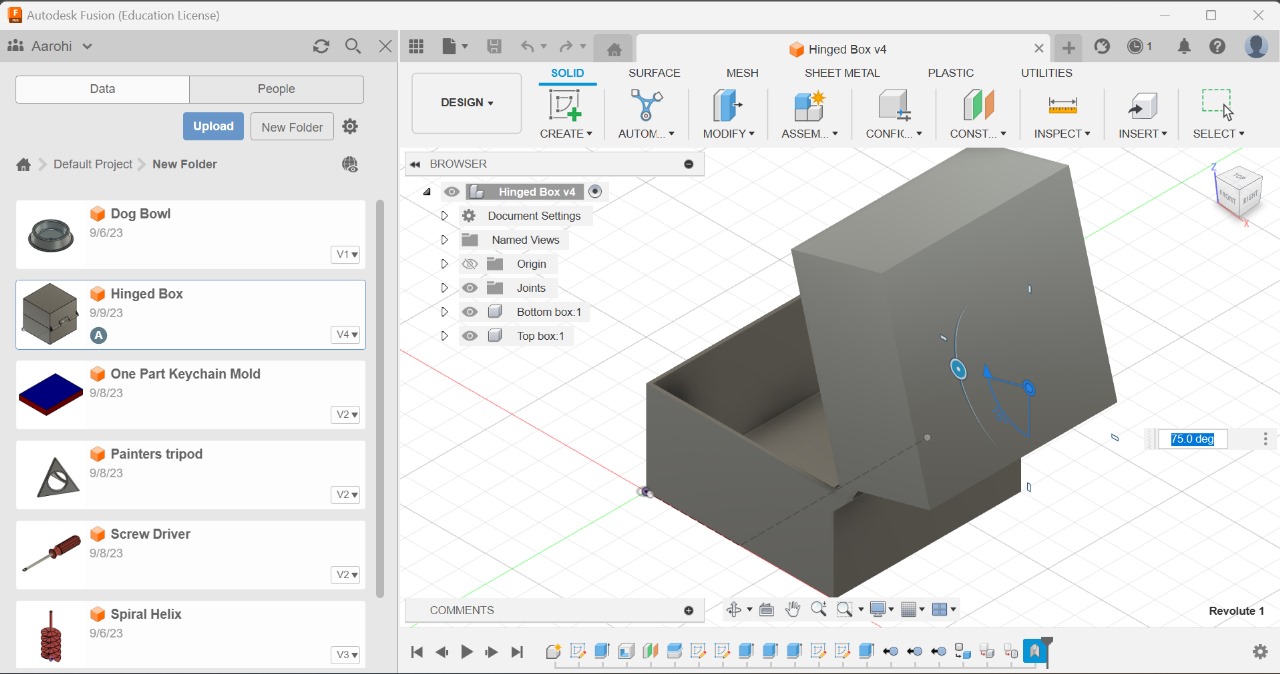 Autodesk Fusion (Education License)
Aarohi
Hinged Box v4
1
Data
People
Upload
New Folder
Default Project
New Folder
Dog Bowl
9/6/23
V1
Hinged Box
9/9/23
A
V4
One Part Keychain Mold
9/8/23
V2
Painters tripod
9/8/23
V2
Screw Driver
9/8/23
V2
Spiral Helix
9/6/23
V3
DESIGN
SOLID
SURFACE
MESH
SHEET METAL
PLASTIC
UTILITIES
CREATE
AUTOM...
MODIFY
ASSEM...
CONFIG...
CONST...
INSPECT
INSERT
SELECT
BROWSER
Hinged Box v4
Document Settings
Named Views
Origin
Joints
Bottom box:1
Top box:1
Z
TOP
FRONT
RIGHT
X
75.0 deg
COMMENTS
Revolute 1